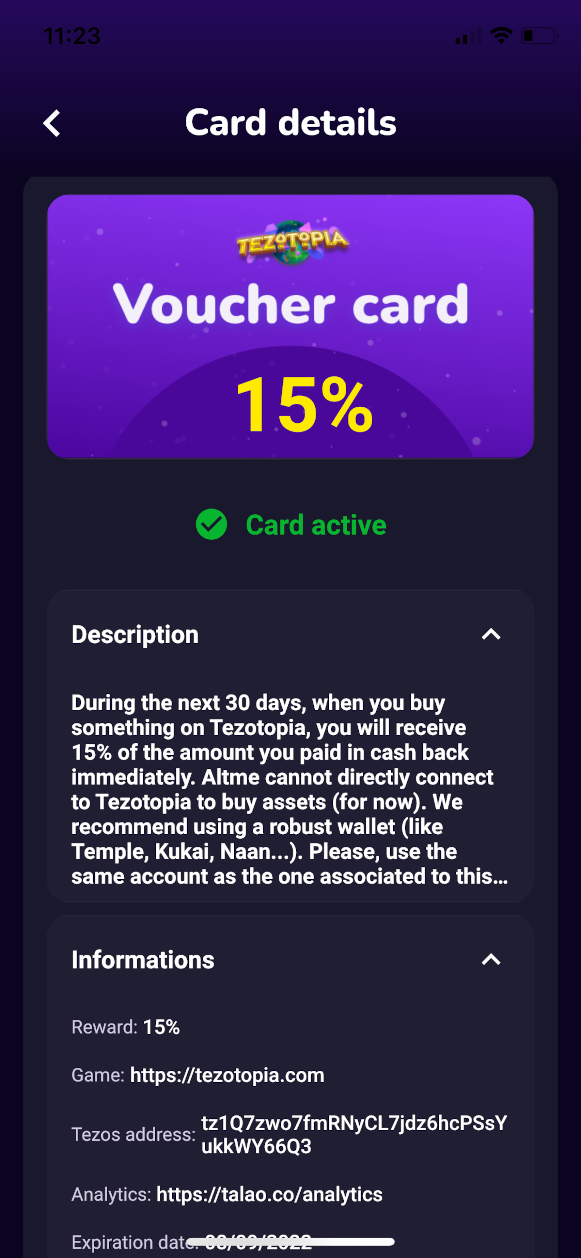 11:23
Card details
TEZOTOPIA
Voucher card
15%
Card active
Description
During the next 30 days, when you buy
something on Tezotopia, you will receive
15% of the amount you paid in cash back
immediately. Altme cannot directly connect
to Tezotopia to buy assets (for now). We
recommend using a robust wallet (like
Temple, Kukai, Naan...). Please, use the
same account as the one associated to this...
Informations
Reward: 15%
Game: https://tezotopia.com
Tezos address: tz1Q7zwo7fmRNyCL7jdz6hcPSsY
ukkWY66Q3
Analytics: https://talao.co/analytics
Expiration date: